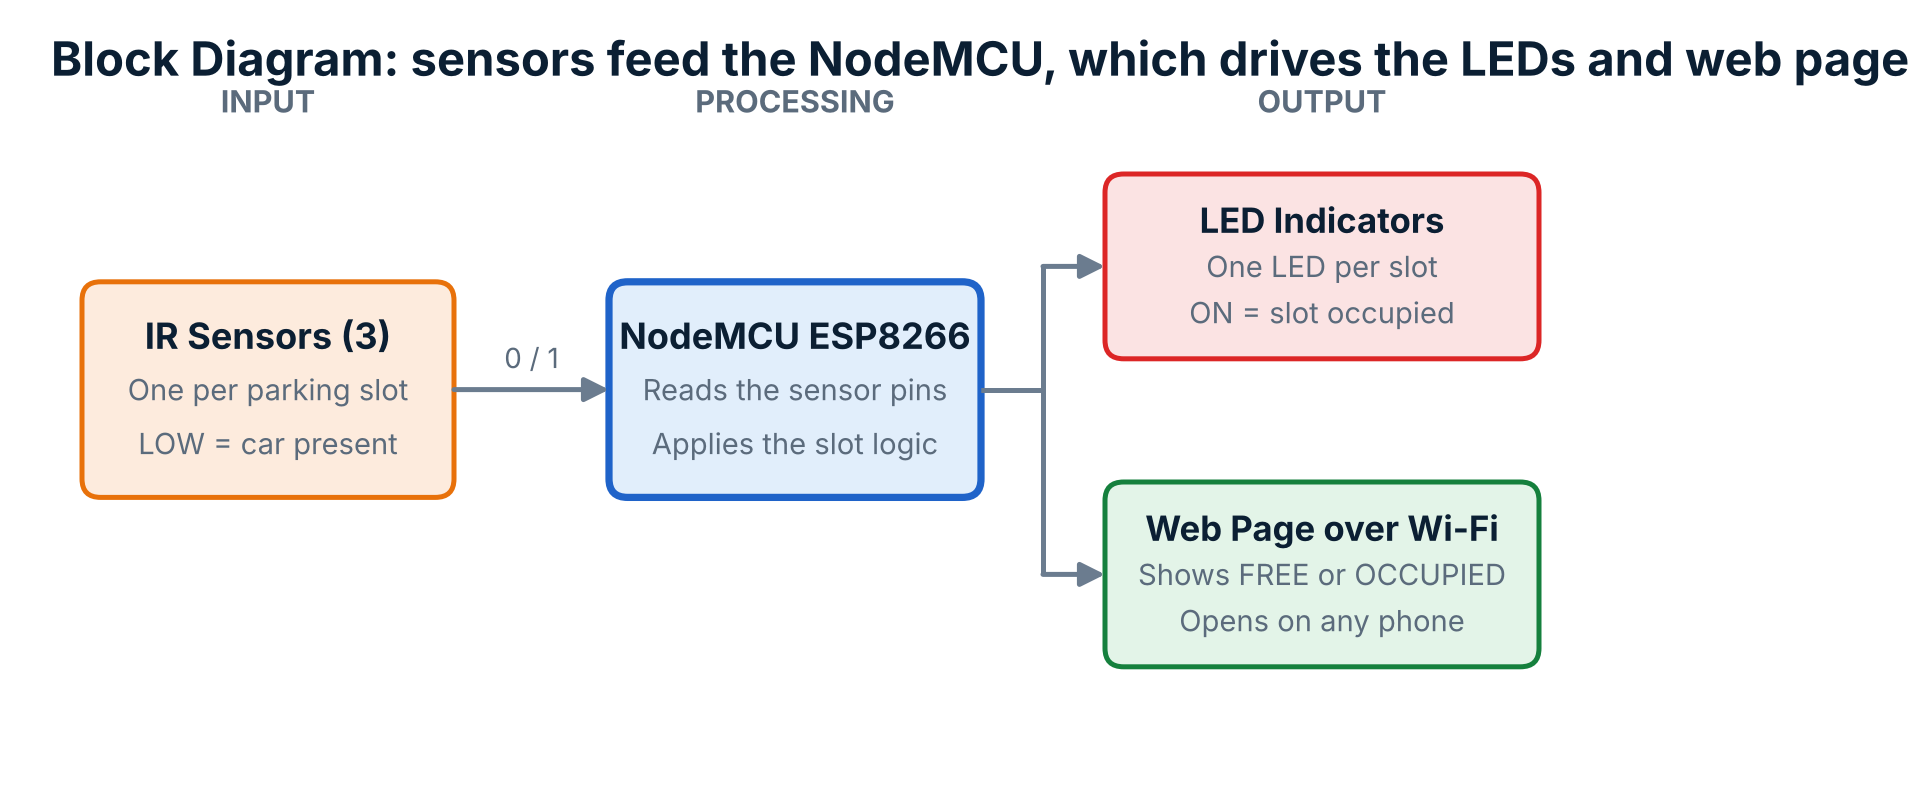 Block Diagram: sensors feed the NodeMCU, which drives the LEDs and web page
INPUT
PROCESSING
OUTPUT
IR Sensors (3)
One per parking slot
LOW = car present
0 / 1
NodeMCU ESP8266
Reads the sensor pins
Applies the slot logic
LED Indicators
One LED per slot
ON = slot occupied
Web Page over Wi-Fi
Shows FREE or OCCUPIED
Opens on any phone